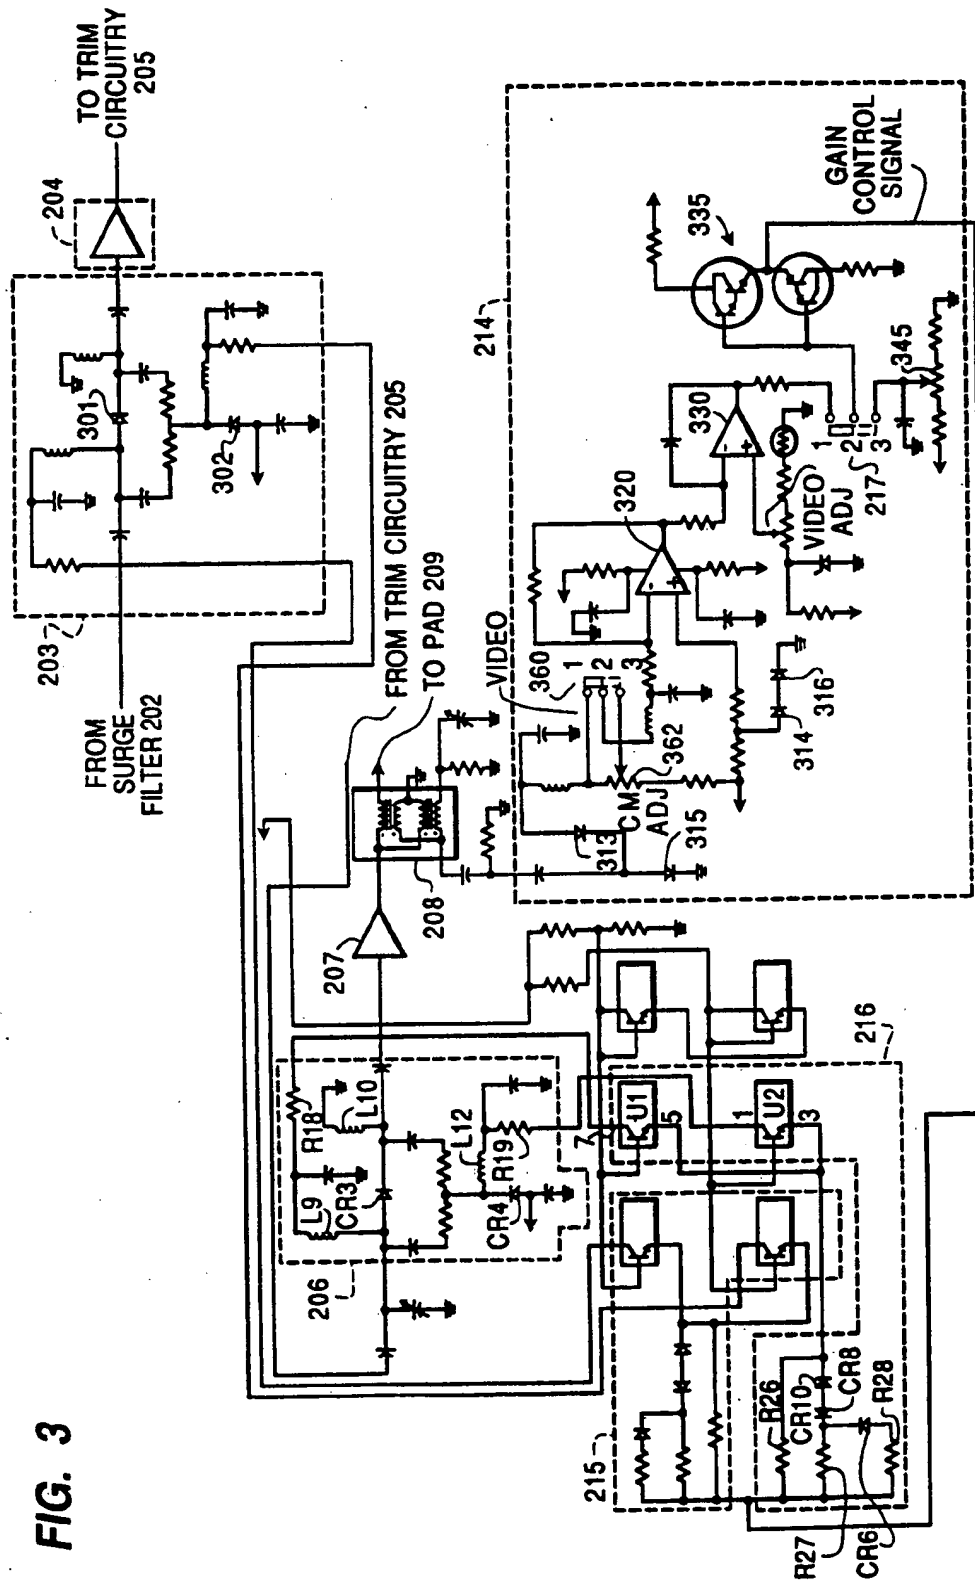 FIG. 3
FROM
SURGE
FILTER 202
203
301
302
204
TO TRIM
CIRCUITRY
205
FROM TRIM CIRCUITRY 205
TO PAD 209
206
L9
R18
L10
CR3
CR4
L12
R19
207
208
214
VIDEO
360
1
2
3
362
CM
ADJ
313
315
314
316
320
330
VIDEO
ADJ
217
1
2
3
345
335
GAIN
CONTROL
SIGNAL
215
216
7
U1
5
1
U2
3
R26
CR10
CR8
R28
R27
CR6